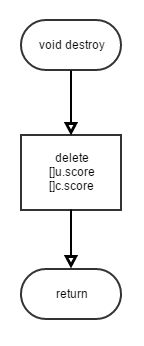 void destroy
delete
[]u.score
[]c.score
return